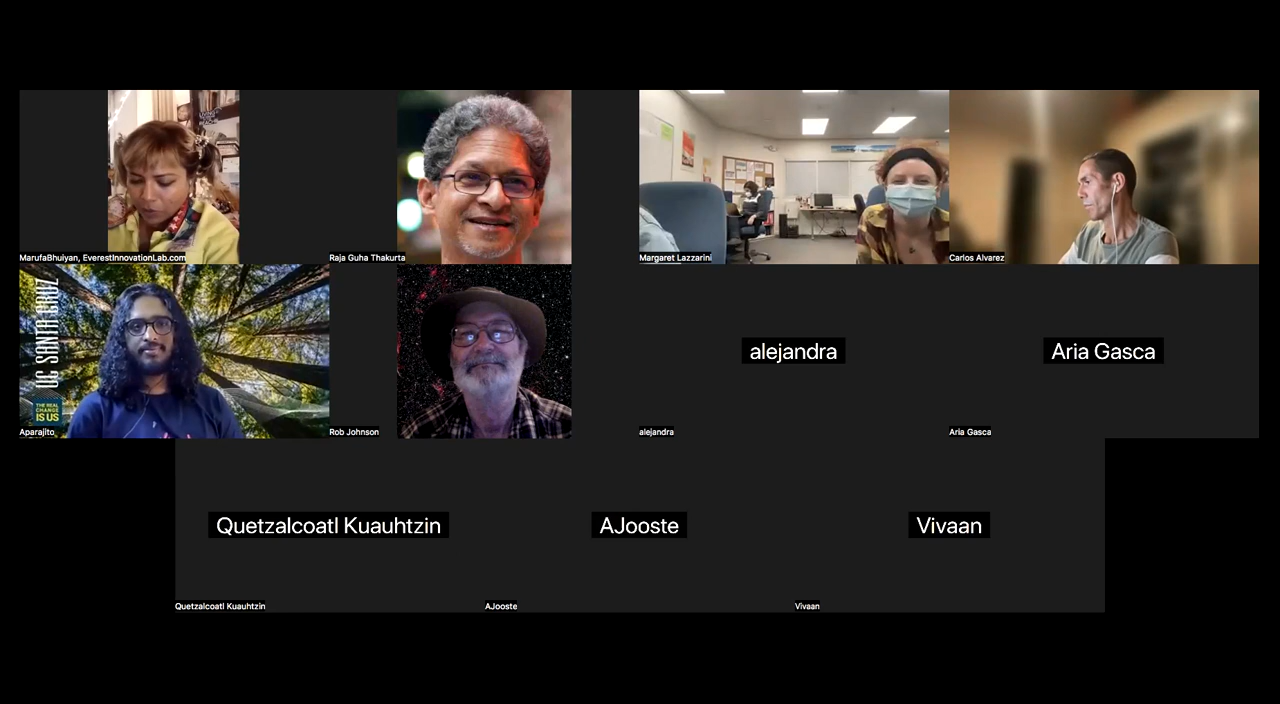 LIVING
MarufaBhuiyan, EverestInnovationLab.com
Raja Guha Thakurta
Margaret Lazzarini
Carlos Alvarez
UC SANTA CRUZ
THE REAL
CHANGE
IS US
Aparajito
Rob Johnson
alejandra
alejandra
Aria Gasca
Aria Gasca
Quetzalcoatl Kuauhtzin
Quetzalcoatl Kuauhtzin
AJooste
AJooste
Vivaan
Vivaan